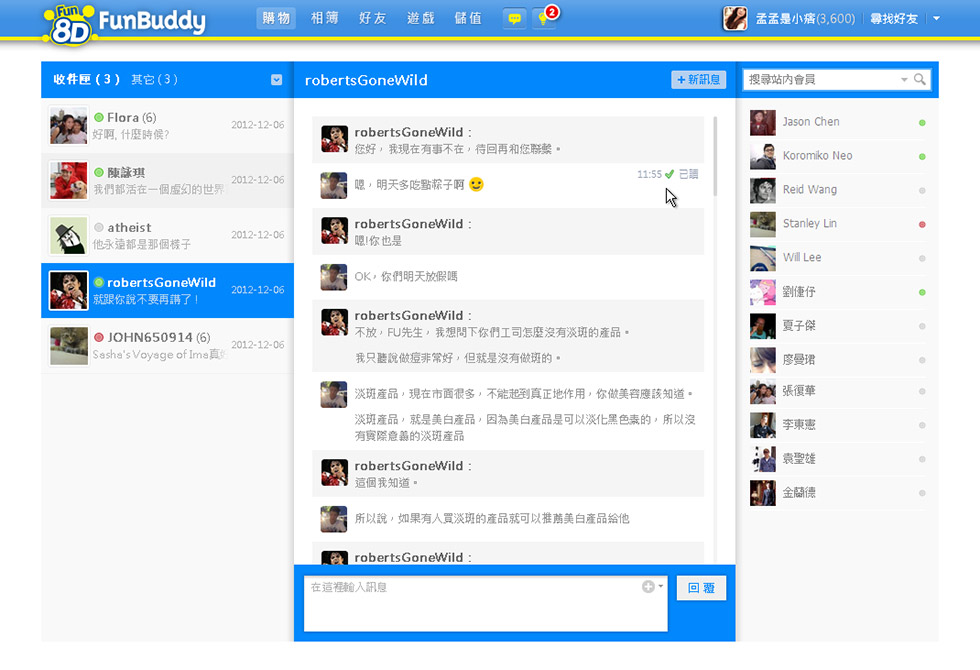 Fun 8D FunBuddy
購物 相簿 好友 遊戲 儲值 2 孟孟是小痞(3,600) 尋找好友
收件匣 ( 3 ) 其它 ( 3 )
Flora (6)
好啊, 什麼時候?
2012-12-06
陳詠琪
我們都活在一個虛幻的世界
2012-12-06
atheist
他永遠都是那個樣子
2012-12-06
robertsGoneWild
就跟你說不要再講了!
2012-12-06
JOHN650914 (6)
Sasha's Voyage of Ima真
2012-12-06
robertsGoneWild
+ 新訊息
robertsGoneWild :
您好，我現在有事不在，待回再和您聯繫。
嗯，明天多吃點粽子啊
11:55 已讀
robertsGoneWild :
嗯!你也是
OK，你們明天放假嗎
robertsGoneWild :
不放，FU先生，我想問下你們工司怎麼沒有淡斑的產品。
我只聽說做痘非常好，但就是沒有做斑的。
淡斑產品，現在市面很多，不能起到真正地作用，你做美容應該知道。
淡斑產品，就是美白產品，因為美白產品是可以淡化黑色素的，所以沒
有實際意義的淡斑產品
robertsGoneWild :
這個我知道。
所以說，如果有人買淡斑的產品就可以推薦美白產品給他
robertsGoneWild :
在這裡輸入訊息
回覆
搜尋站內會員
Jason Chen
Koromiko Neo
Reid Wang
Stanley Lin
Will Lee
劉倢伃
夏子傑
廖曼珺
張復華
李東憲
袁聖雄
金蘭德